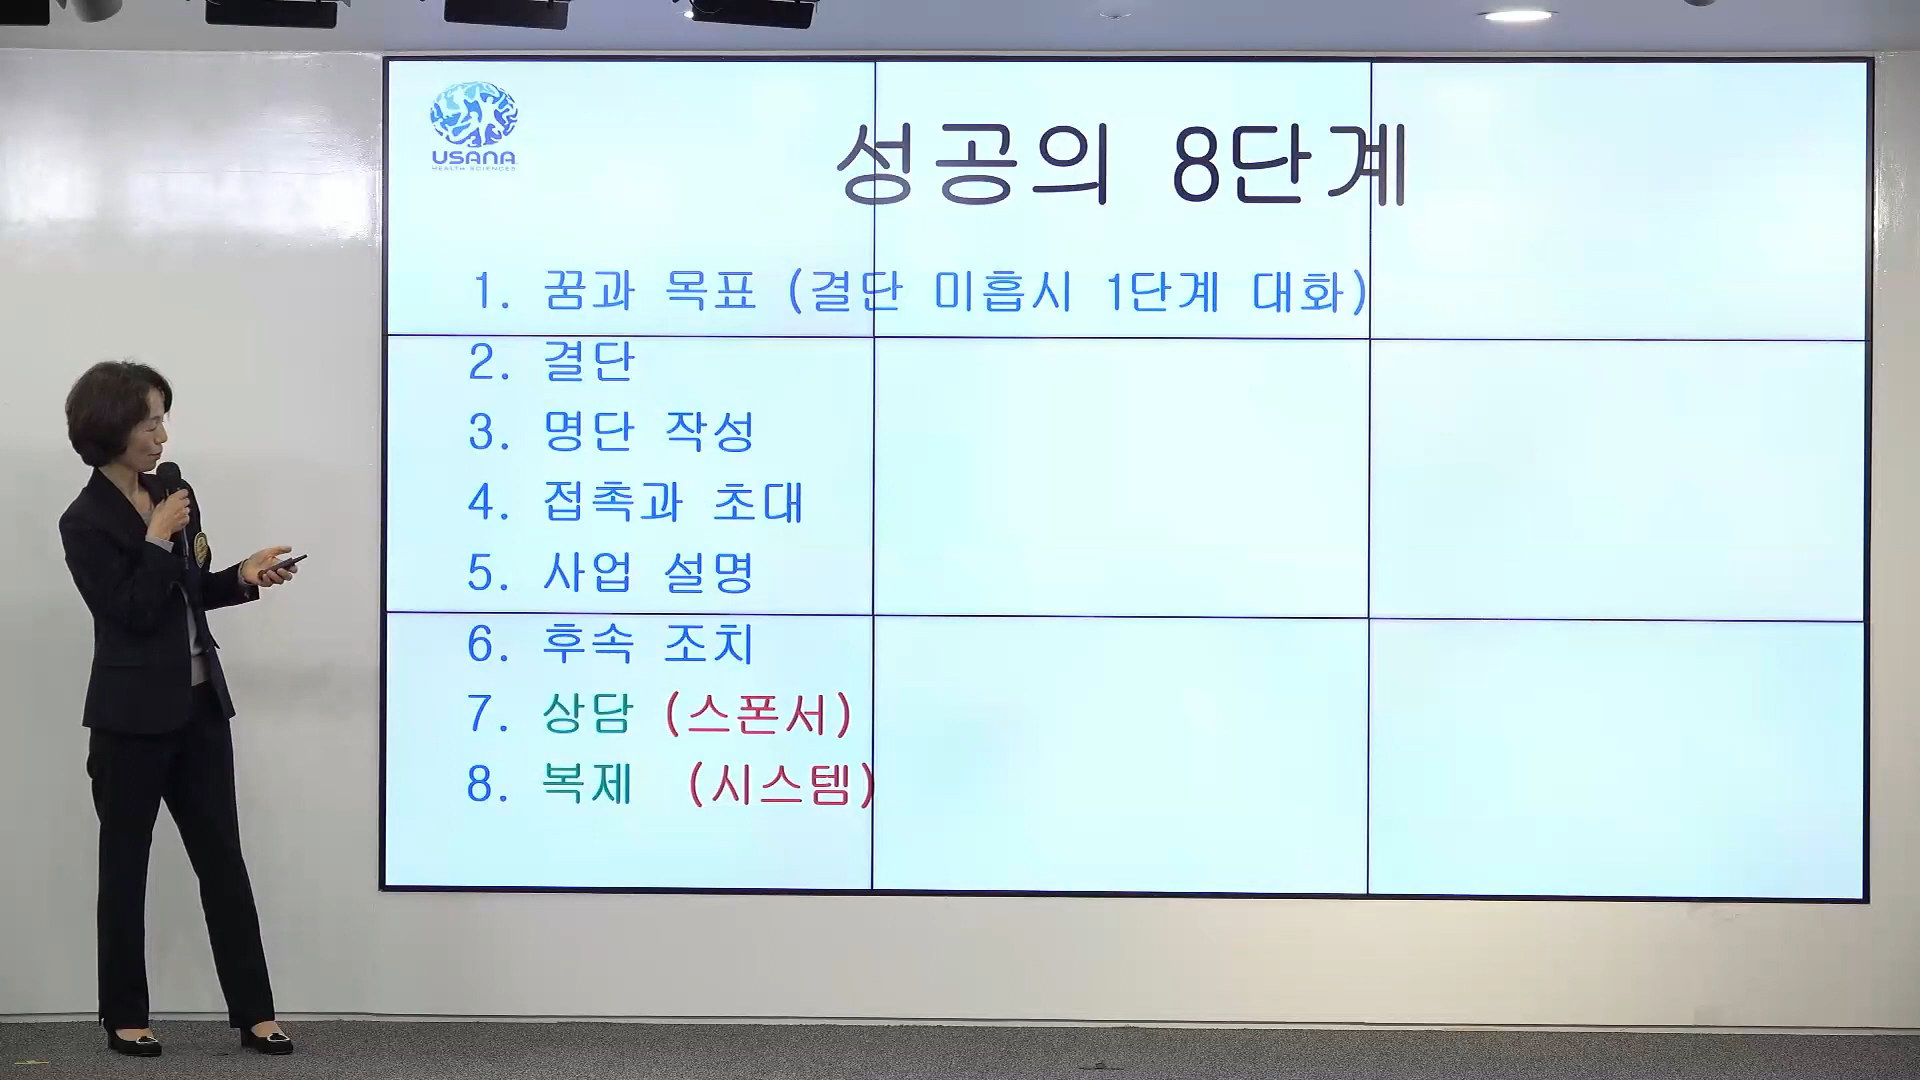 USANA
HEALTH SCIENCES
성공의 8단계
1. 꿈과 목표 (결단 미흡시 1단계 대화)
2. 결단
3. 명단 작성
4. 접촉과 초대
5. 사업 설명
6. 후속 조치
7. 상담 (스폰서)
8. 복제 (시스템)